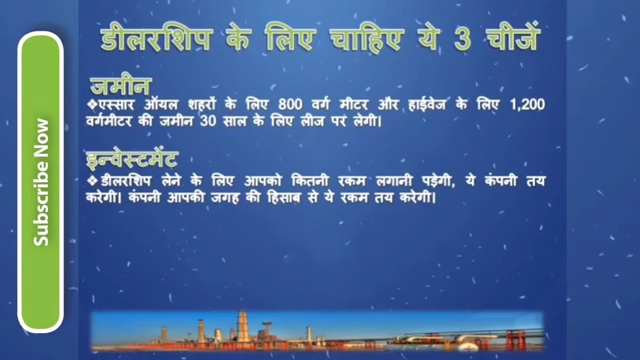 डीलरशिप के लिए चाहिए ये 3 चीजें
जमीन
❖एस्सार ऑयल शहरों के लिए 800 वर्ग मीटर और हाईवेज के लिए 1,200
वर्गमीटर की जमीन 30 साल के लिए लीज पर लेगी।
इन्वेस्टमेंट
❖डीलरशिप लेने के लिए आपको कितनी रकम लगानी पड़ेगी, ये कंपनी तय
करेगी। कंपनी आपकी जगह की हिसाब से ये रकम तय करेगी।
Subscribe Now